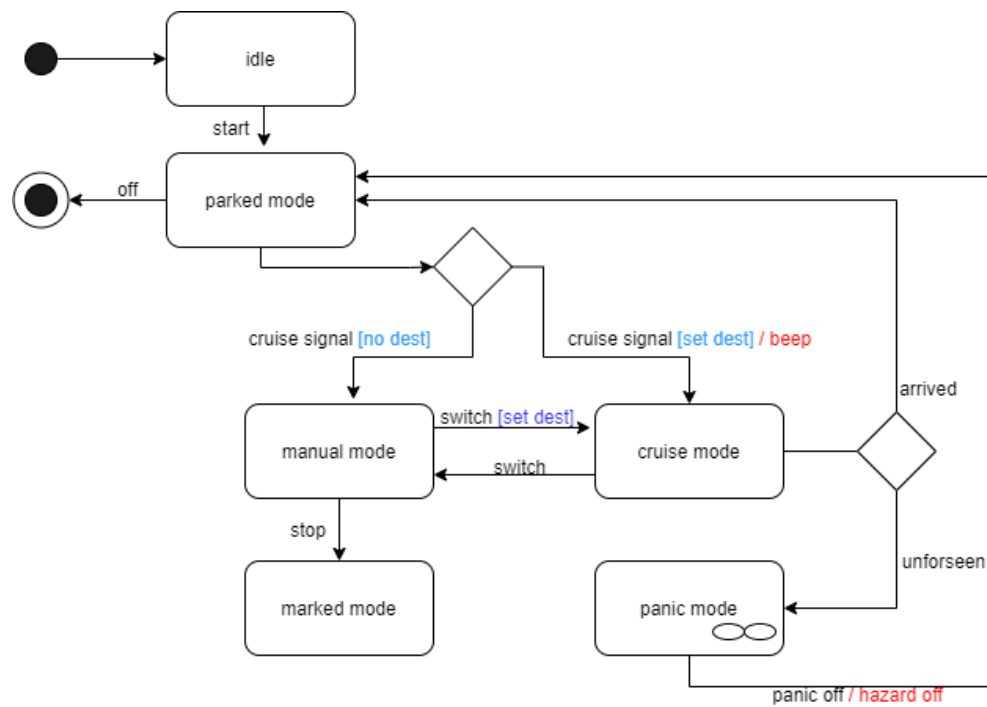 idle
start
parked mode
off
cruise signal [no dest]
cruise signal [set dest] / beep
arrived
manual mode
switch [set dest]
cruise mode
switch
stop
unforseen
marked mode
panic mode
panic off / hazard off